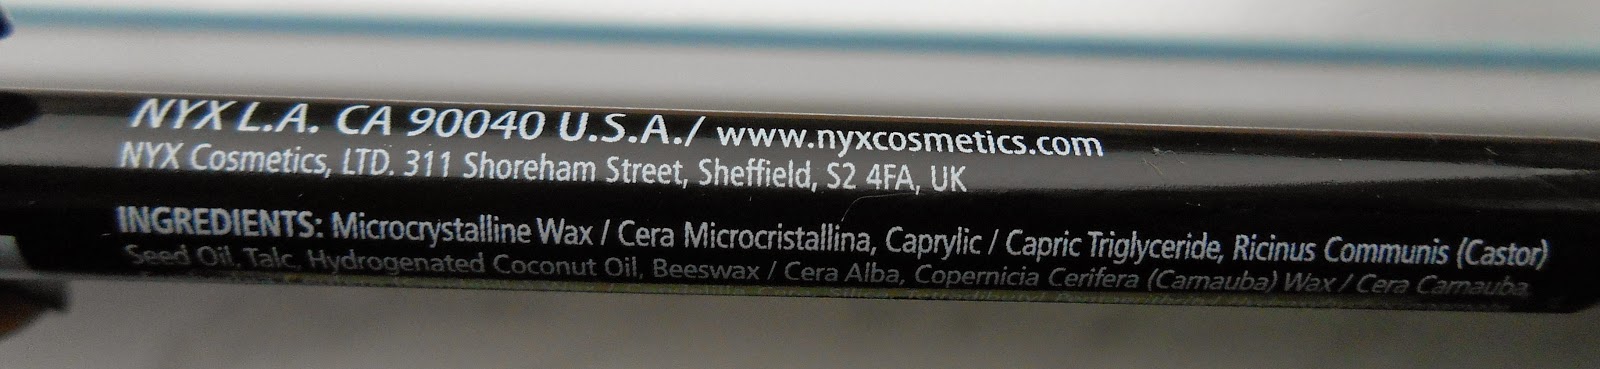 NYX L.A. CA 90040 U.S.A./ www.nyxcosmetics.com
NYX Cosmetics, LTD. 311 Shoreham Street, Sheffield, S2 4FA, UK
INGREDIENTS: Microcrystalline Wax / Cera Microcristallina, Caprylic / Capric Triglyceride, Ricinus Communis (Castor)
Seed Oil, Talc, Hydrogenated Coconut Oil, Beeswax / Cera Alba, Copernicia Cerifera (Carnauba) Wax / Cera Carnauba,